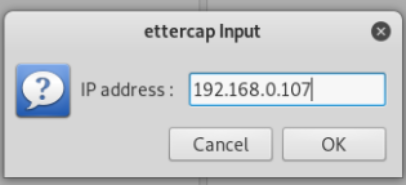 ettercap Input
IP address : 192.168.0.107
Cancel OK